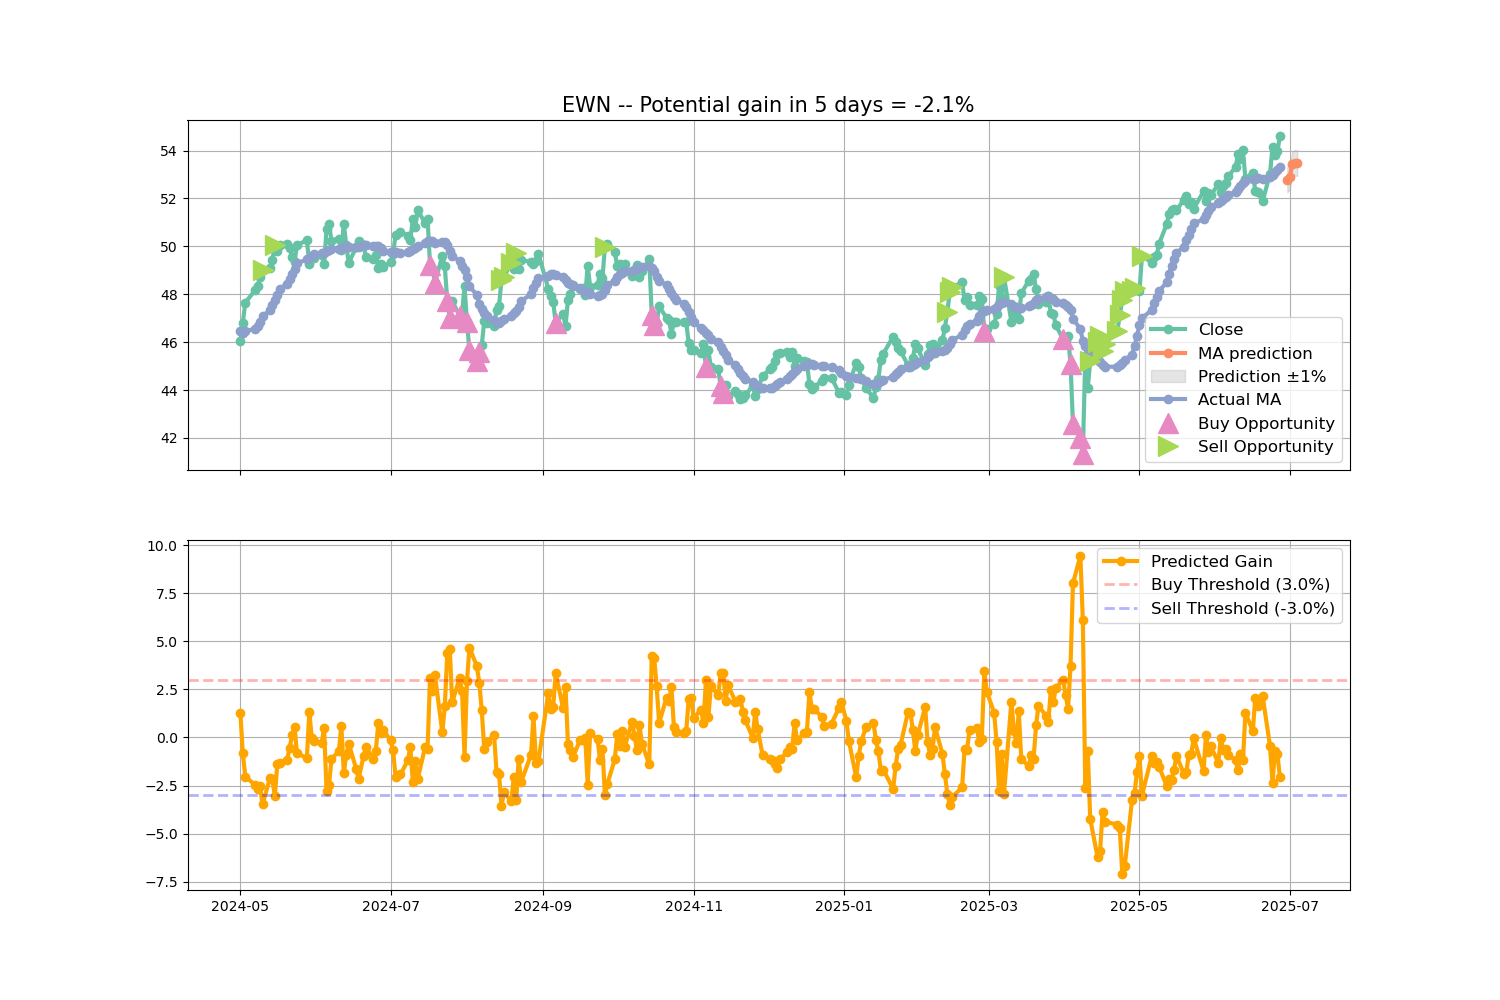 EWN -- Potential gain in 5 days = -2.1%
54
52
50
48
46
44
42
Close
MA prediction
Prediction ±1%
Actual MA
Buy Opportunity
Sell Opportunity
10.0
7.5
5.0
2.5
0.0
−2.5
−5.0
−7.5
Predicted Gain
Buy Threshold (3.0%)
Sell Threshold (-3.0%)
2024-05 2024-07 2024-09 2024-11 2025-01 2025-03 2025-05 2025-07